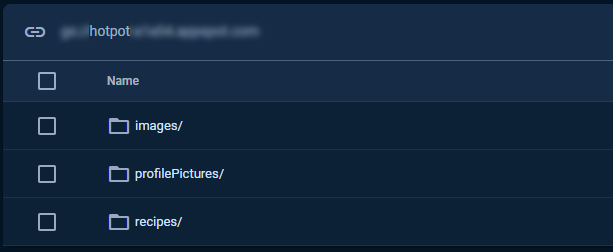 hotpot
Name
images/
profilePictures/
recipes/